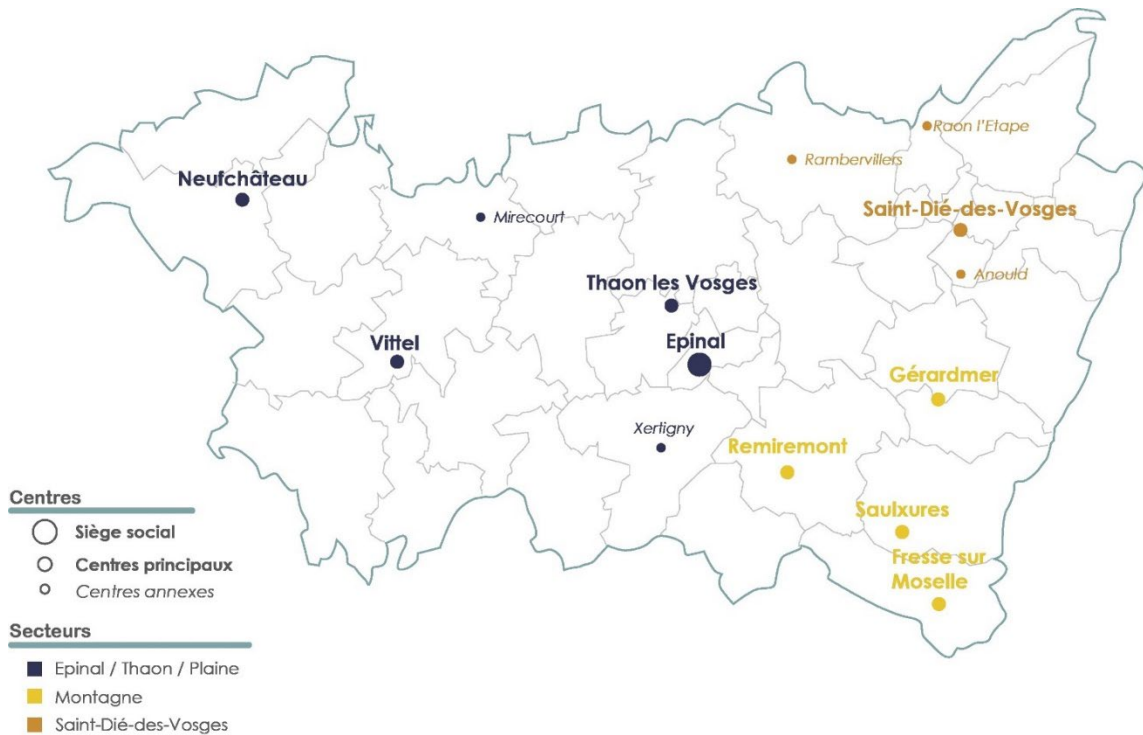 Raon l'Etape
Rambervillers
Neufchâteau
Saint-Dié-des-Vosges
Mirecourt
Anould
Thaon les Vosges
Epinal
Vittel
Gérardmer
Xertigny
Remiremont
Saulxures
Fresse sur
Moselle
Centres
Siège social
Centres principaux
Centres annexes
Secteurs
Epinal / Thaon / Plaine
Montagne
Saint-Dié-des-Vosges